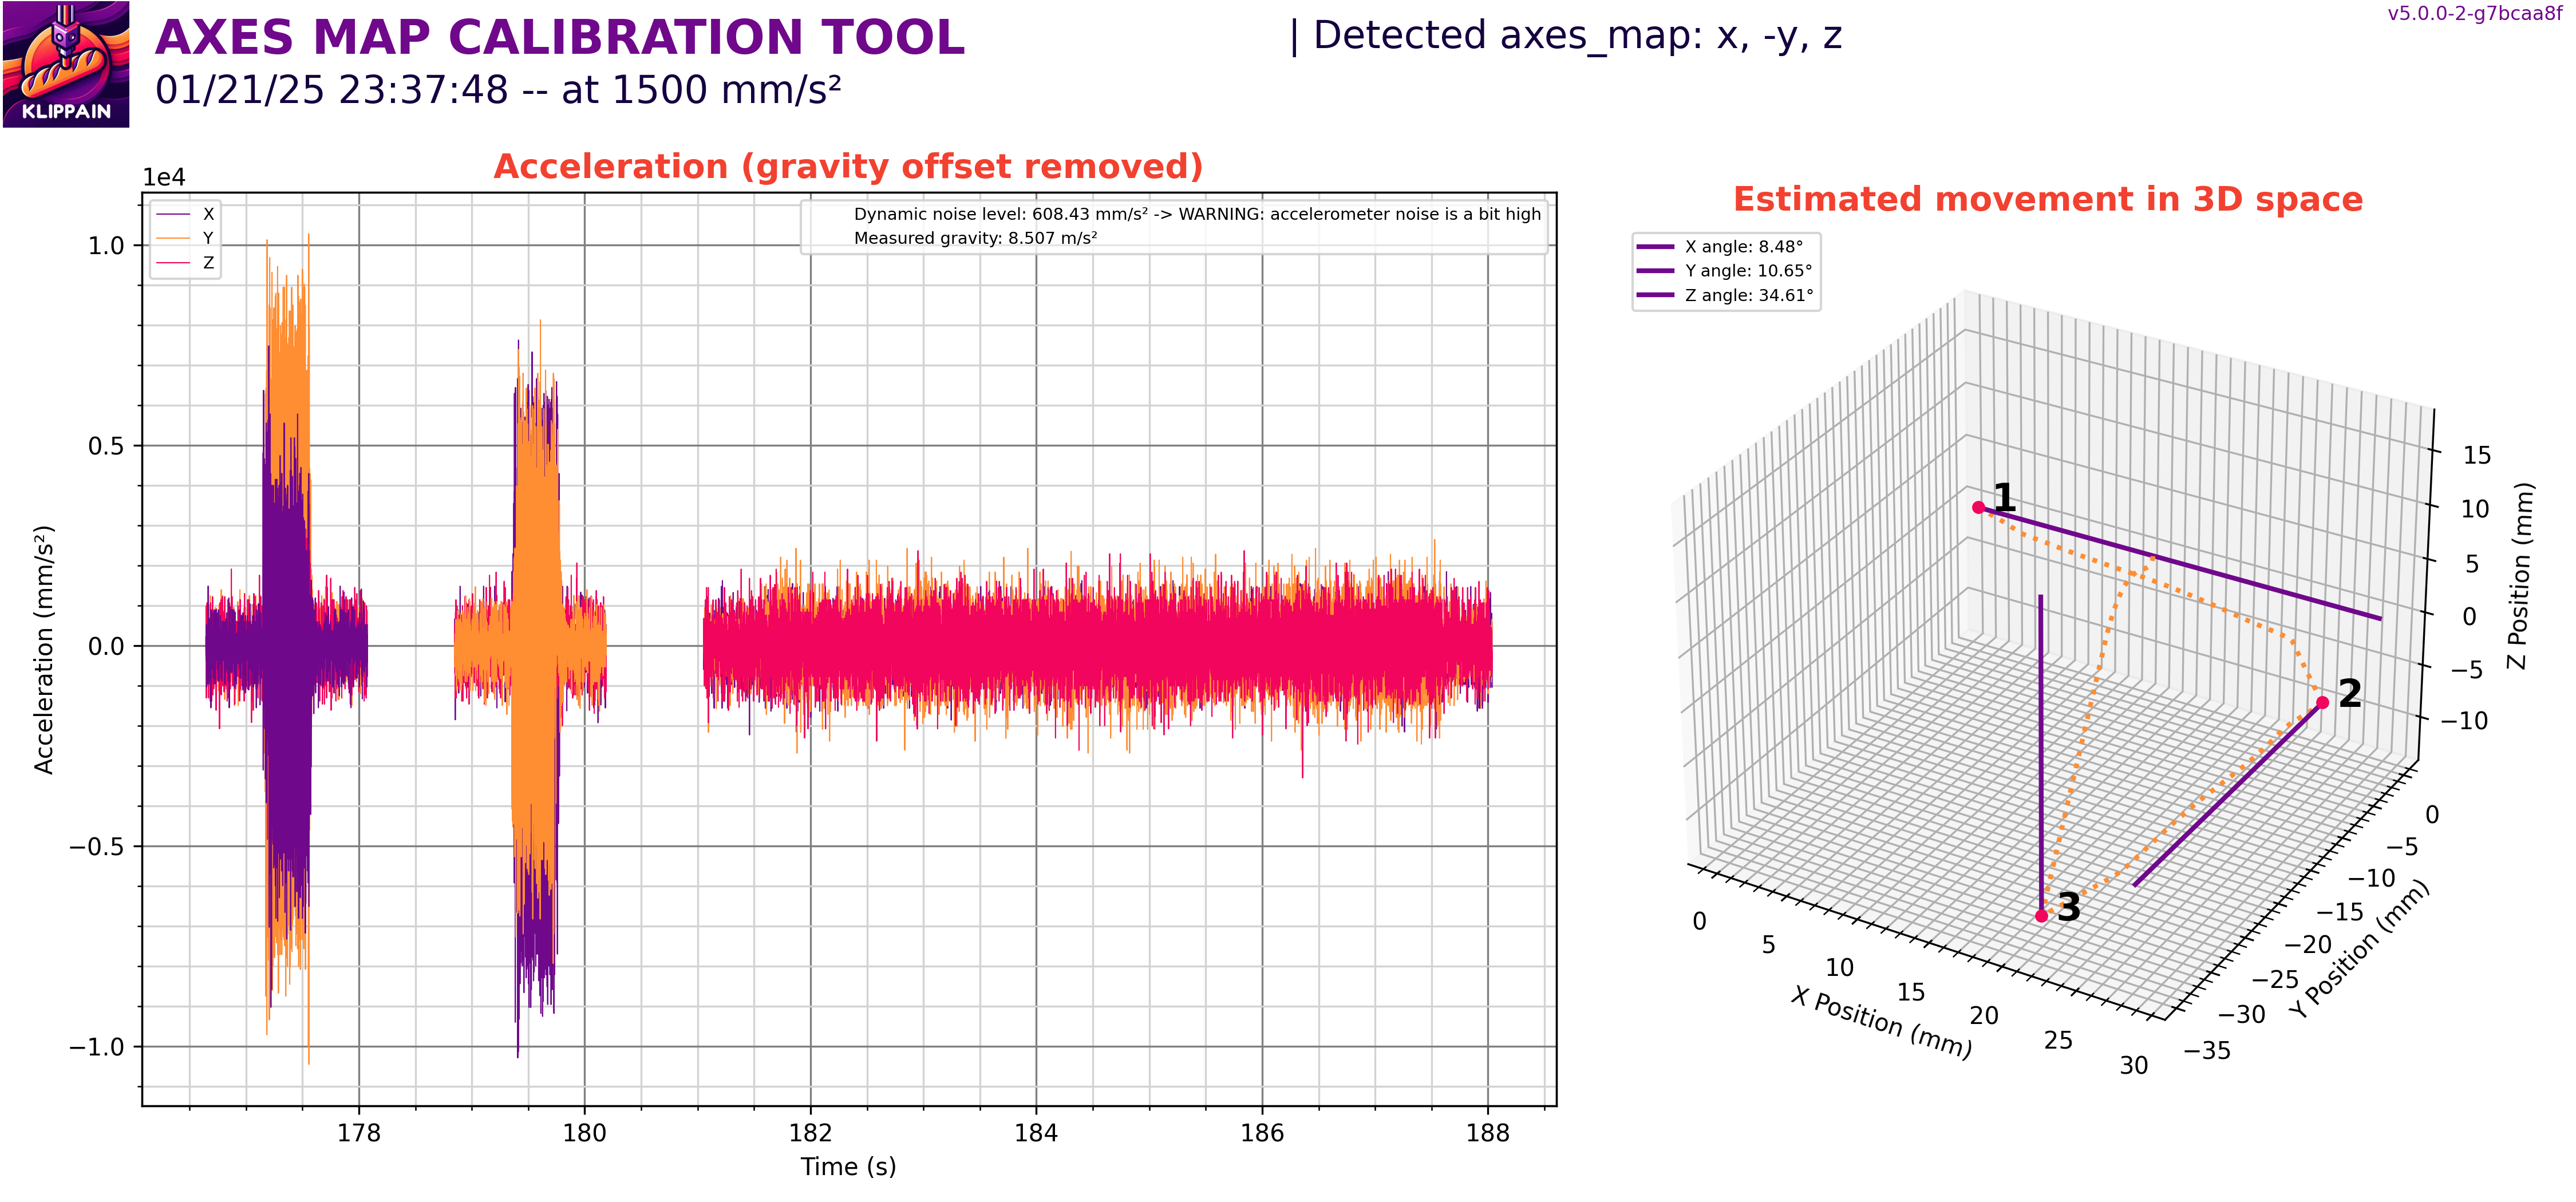 KLIPPAIN
AXES MAP CALIBRATION TOOL
01/21/25 23:37:48 -- at 1500 mm/s²
| Detected axes_map: x, -y, z
v5.0.0-2-g7bcaa8f
Acceleration (gravity offset removed)
1e4
X
Y
Z
Dynamic noise level: 608.43 mm/s² -> WARNING: accelerometer noise is a bit high
Measured gravity: 8.507 m/s²
1.0
0.5
0.0
−0.5
−1.0
Acceleration (mm/s²)
178
180
182
184
186
188
Time (s)
Estimated movement in 3D space
X angle: 8.48°
Y angle: 10.65°
Z angle: 34.61°
1
2
3
15
10
5
0
−5
−10
Z Position (mm)
0
−5
−10
−15
−20
−25
−30
−35
Y Position (mm)
0
5
10
15
20
25
30
X Position (mm)